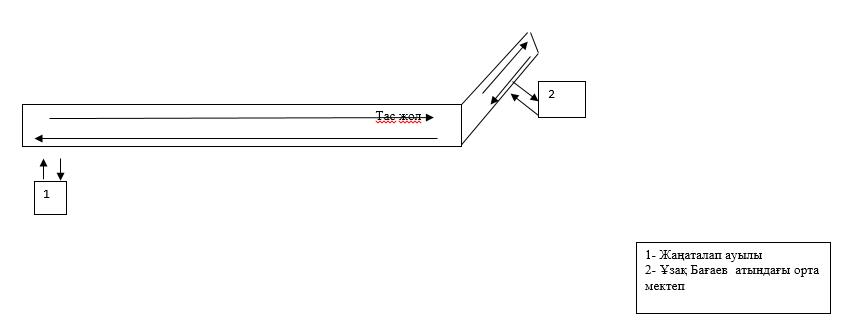 Тас жол
2
1
1- Жаңаталап ауылы
2- Ұзақ Бағаев атындағы орта
мектеп